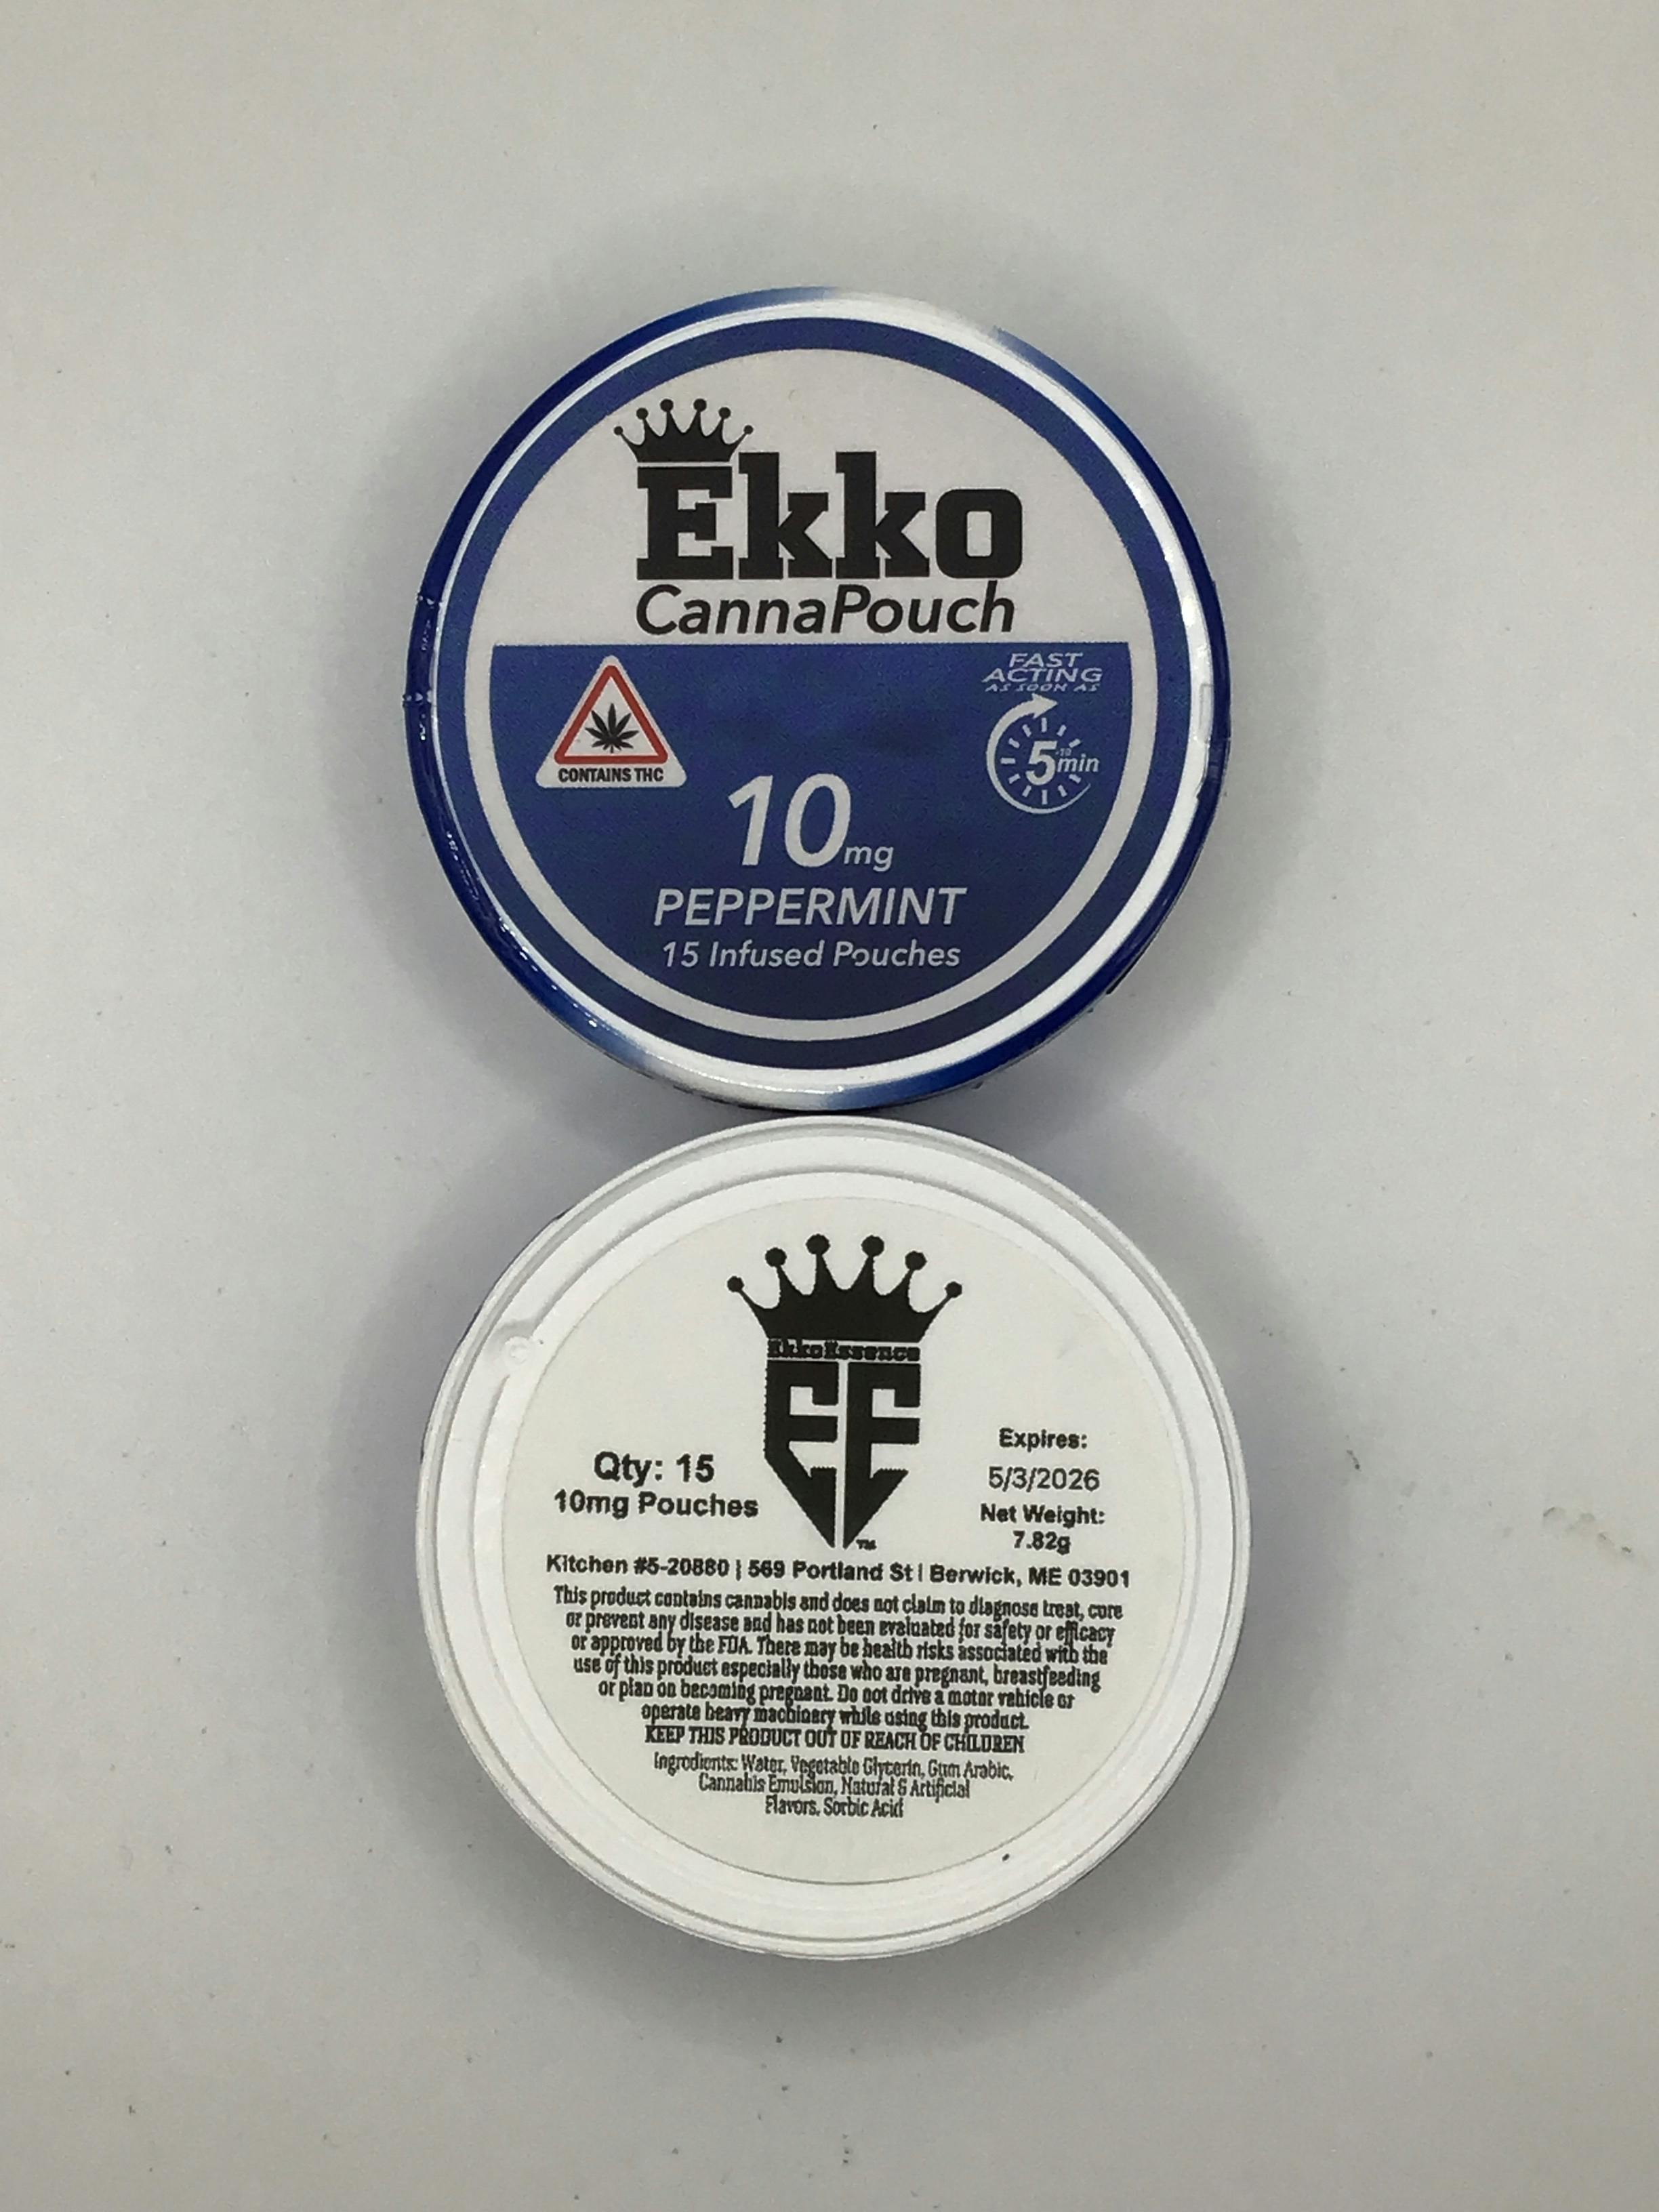 Ekko
CannaPouch
FAST
ACTING
AS SOON AS
5-10 min
CONTAINS THC
10mg
PEPPERMINT
15 Infused Pouches
EkkoEssence
EE
TM
Qty: 15
10mg Pouches
Expires:
5/3/2026
Net Weight:
7.82g
Kitchen #5-20880 | 569 Portland St | Berwick, ME 03901
This product contains cannabis and does not claim to diagnose treat, cure
or prevent any disease and has not been evaluated for safety or efficacy
or approved by the FDA. There may be health risks associated with the
use of this product especially those who are pregnant, breastfeeding
or plan on becoming pregnant. Do not drive a motor vehicle or
operate heavy machinery while using this product.
KEEP THIS PRODUCT OUT OF REACH OF CHILDREN
Ingredients: Water, Vegetable Glycerin, Gum Arabic,
Cannabis Emulsion, Natural & Artificial
Flavors, Sorbic Acid